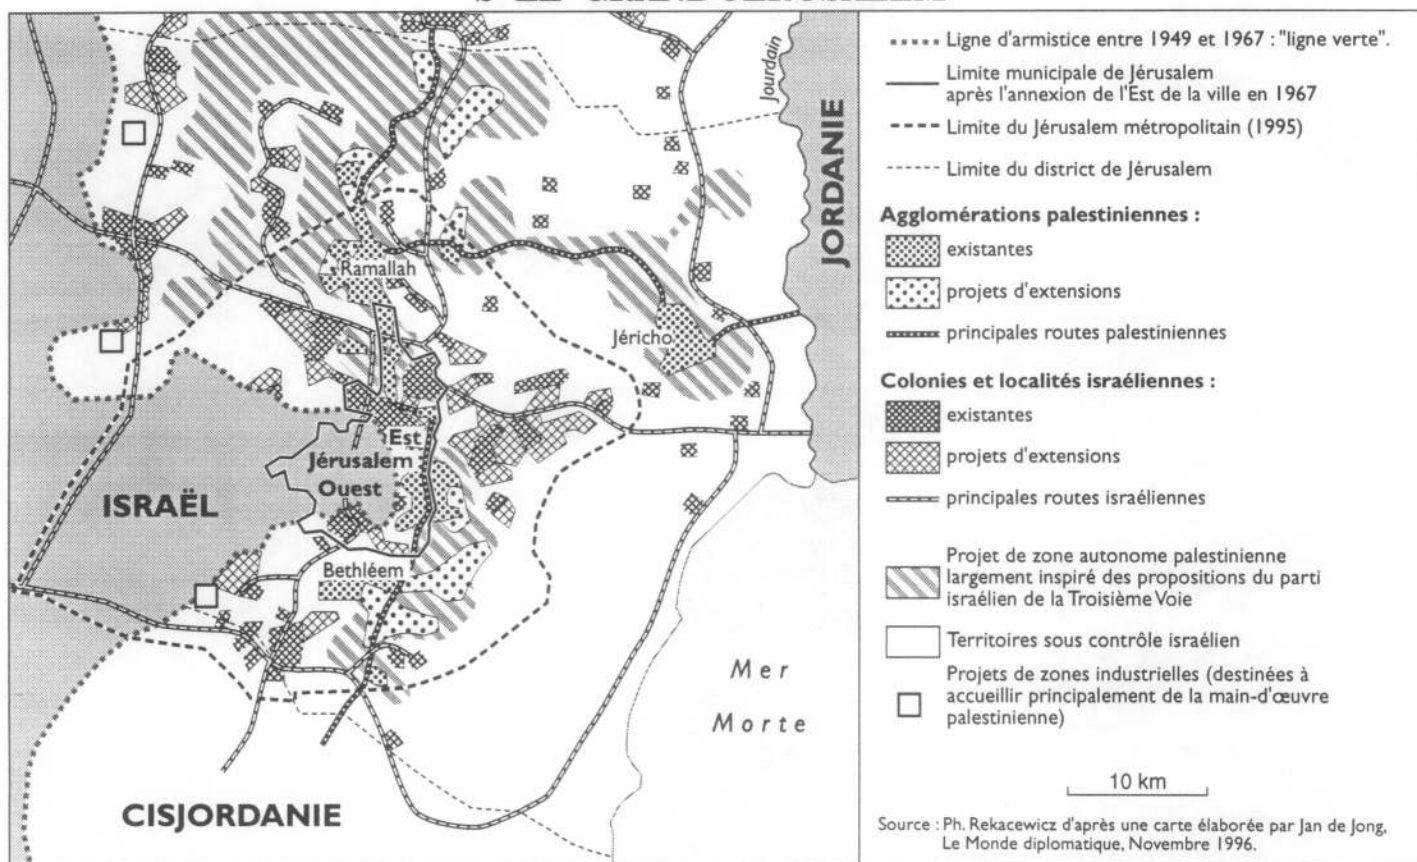 Jourdain
JORDANIE
Ramallah
Jéricho
Est
Jérusalem
Ouest
ISRAËL
Bethléem
Mer
Morte
CISJORDANIE
Ligne d'armistice entre 1949 et 1967 : "ligne verte".
Limite municipale de Jérusalem
après l'annexion de l'Est de la ville en 1967
Limite du Jérusalem métropolitain (1995)
Limite du district de Jérusalem
Agglomérations palestiniennes :
existantes
projets d'extensions
principales routes palestiniennes
Colonies et localités israéliennes :
existantes
projets d'extensions
principales routes israéliennes
Projet de zone autonome palestinienne
largement inspiré des propositions du parti
israélien de la Troisième Voie
Territoires sous contrôle israélien
Projets de zones industrielles (destinées à
accueillir principalement de la main-d'œuvre
palestinienne)
10 km
Source : Ph. Rekacewicz d'après une carte élaborée par Jan de Jong,
Le Monde diplomatique, Novembre 1996.